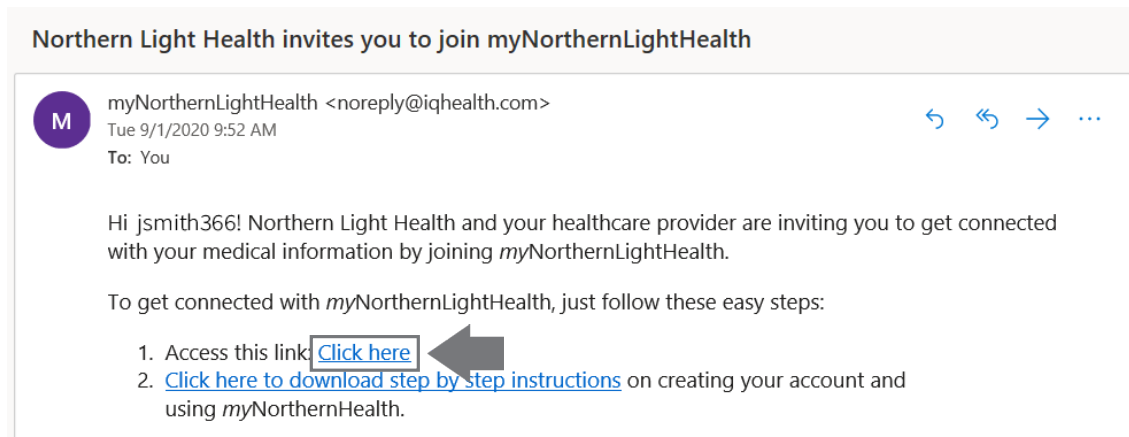 Northern Light Health invites you to join myNorthernLightHealth
M
myNorthernLightHealth <noreply@iqhealth.com>
Tue 9/1/2020 9:52 AM
To: You
Hi jsmith366! Northern Light Health and your healthcare provider are inviting you to get connected
with your medical information by joining myNorthernLightHealth.
To get connected with myNorthernLightHealth, just follow these easy steps:
1. Access this link: Click here
2. Click here to download step by step instructions on creating your account and
using myNorthernHealth.